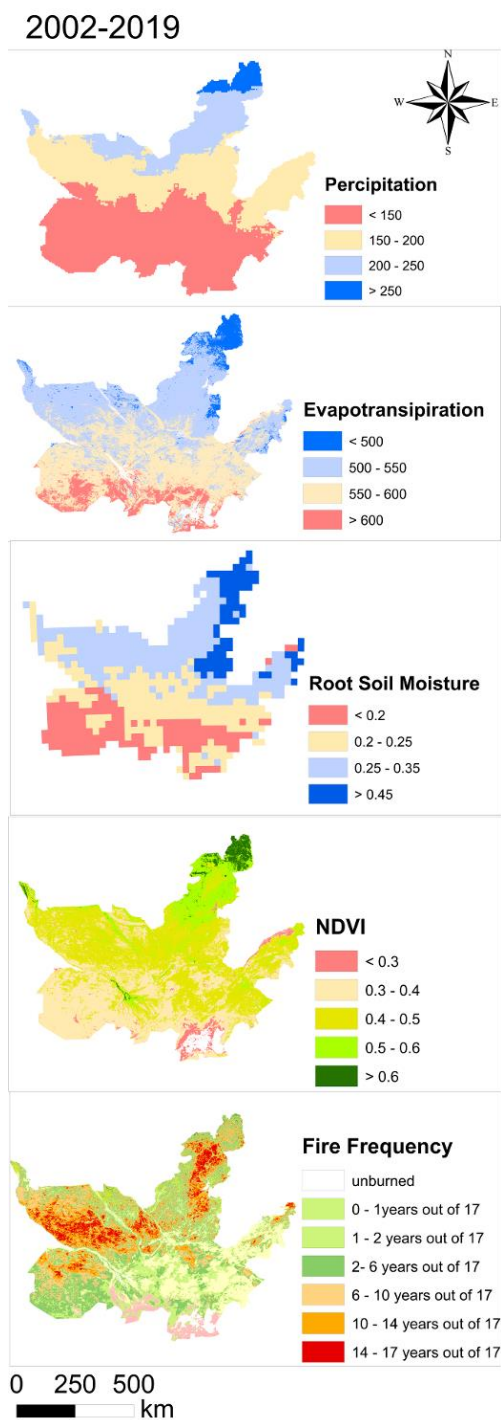 2002-2019
N
W E
S
Percipitation
< 150
150 - 200
200 - 250
> 250
Evapotransipiration
< 500
500 - 550
550 - 600
> 600
Root Soil Moisture
< 0.2
0.2 - 0.25
0.25 - 0.35
> 0.45
NDVI
< 0.3
0.3 - 0.4
0.4 - 0.5
0.5 - 0.6
> 0.6
Fire Frequency
unburned
0 - 1years out of 17
1 - 2 years out of 17
2- 6 years out of 17
6 - 10 years out of 17
10 - 14 years out of 17
14 - 17 years out of 17
0 250 500
km